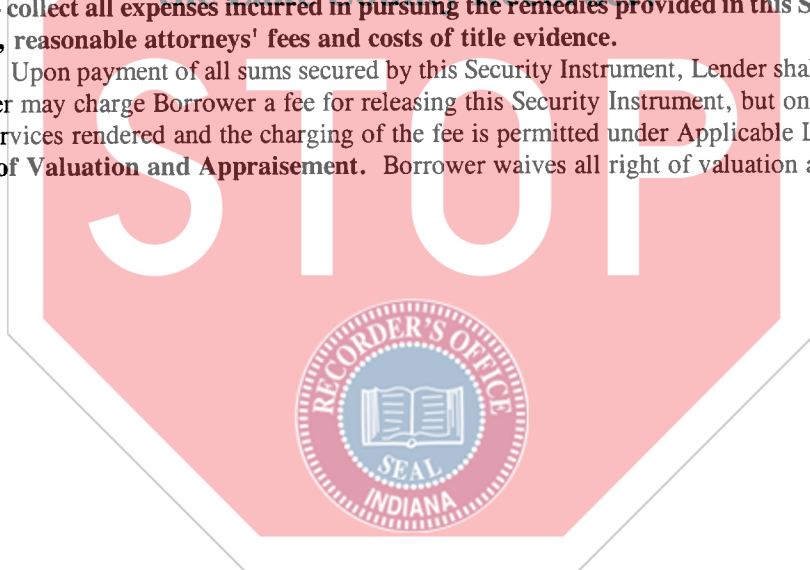 collect all expenses incurred in pursuing the remedies provided in this S
, reasonable attorneys' fees and costs of title evidence.
Upon payment of all sums secured by this Security Instrument, Lender sha
er may charge Borrower a fee for releasing this Security Instrument, but on
rvices rendered and the charging of the fee is permitted under Applicable L
of Valuation and Appraisement. Borrower waives all right of valuation a
STOP
RECORDER'S OFFICE
SEAL
INDIANA